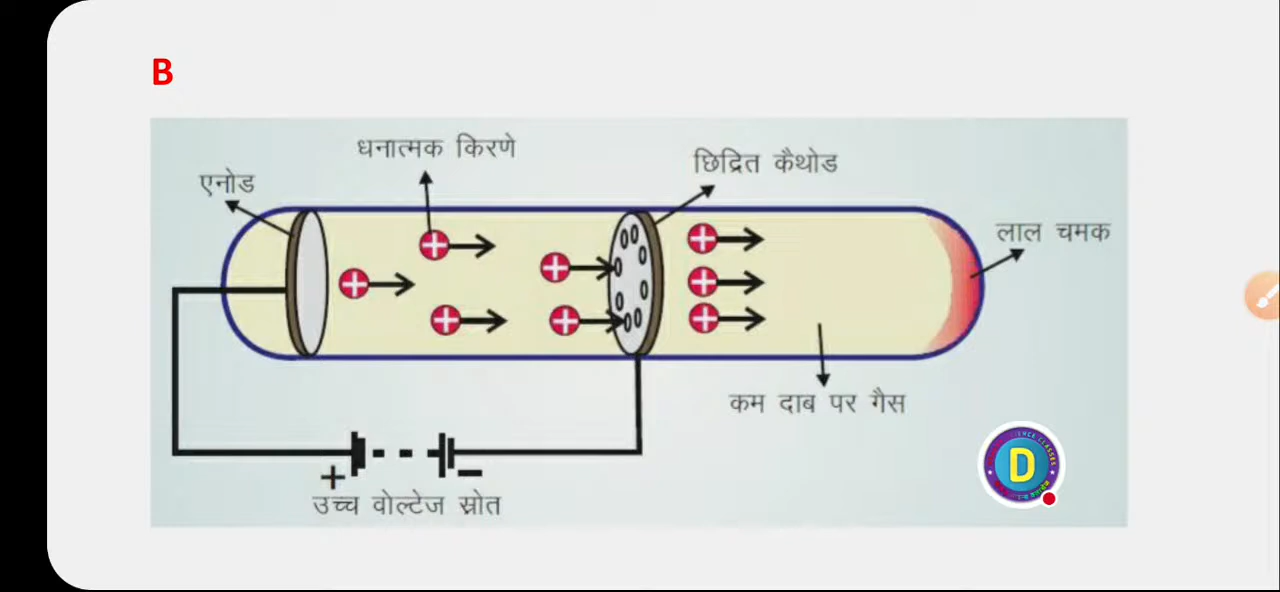 B
धनात्मक किरणे
छिद्रित कैथोड
एनोड
लाल चमक
कम दाब पर गैस
D
+ –
उच्च वोल्टेज स्रोत